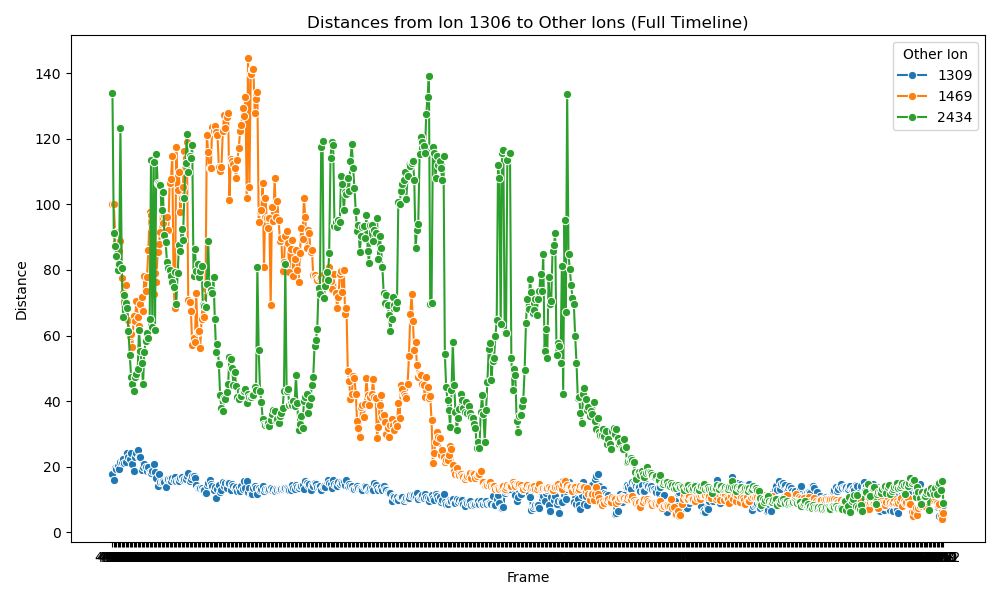 Distances from Ion 1306 to Other Ions (Full Timeline)
Other Ion
1309
1469
2434
140
120
100
80
60
40
20
0
Distance
Frame